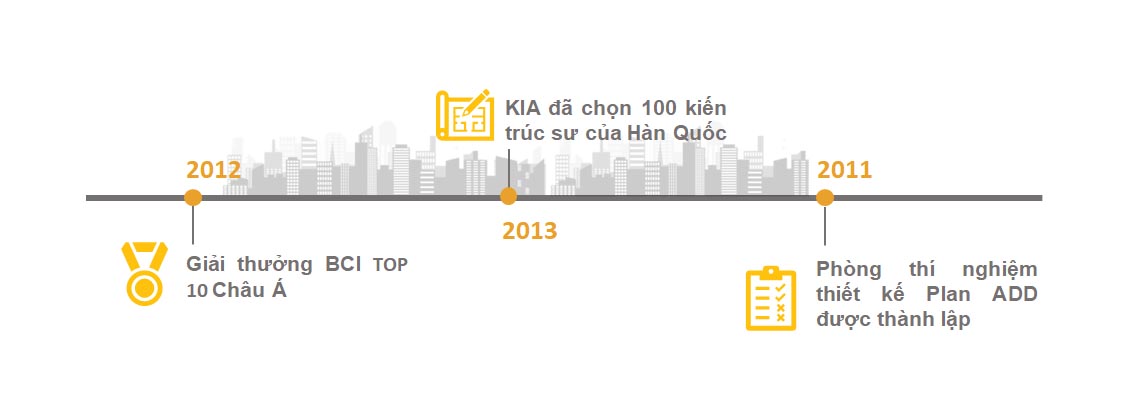 2012
Giải thưởng BCI TOP
10 Châu Á
KIA đã chọn 100 kiến
trúc sư của Hàn Quốc
2013
2011
Phòng thí nghiệm
thiết kế Plan ADD
được thành lập